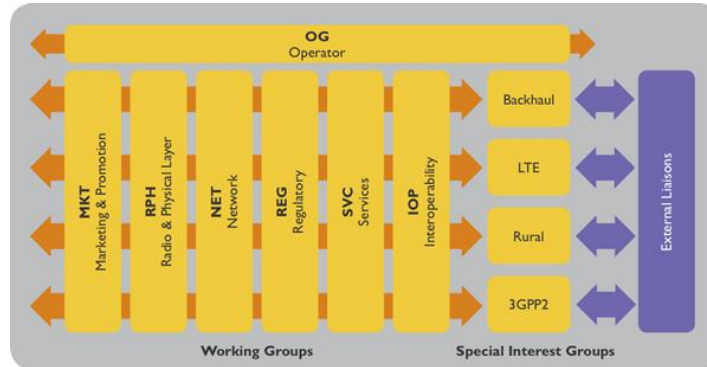 OG
Operator
MKT
Marketing & Promotion
RPH
Radio & Physical Layer
NET
Network
REG
Regulatory
SVC
Services
IOP
Interoperability
Backhaul
LTE
Rural
3GPP2
External Liaisons
Working Groups
Special Interest Groups